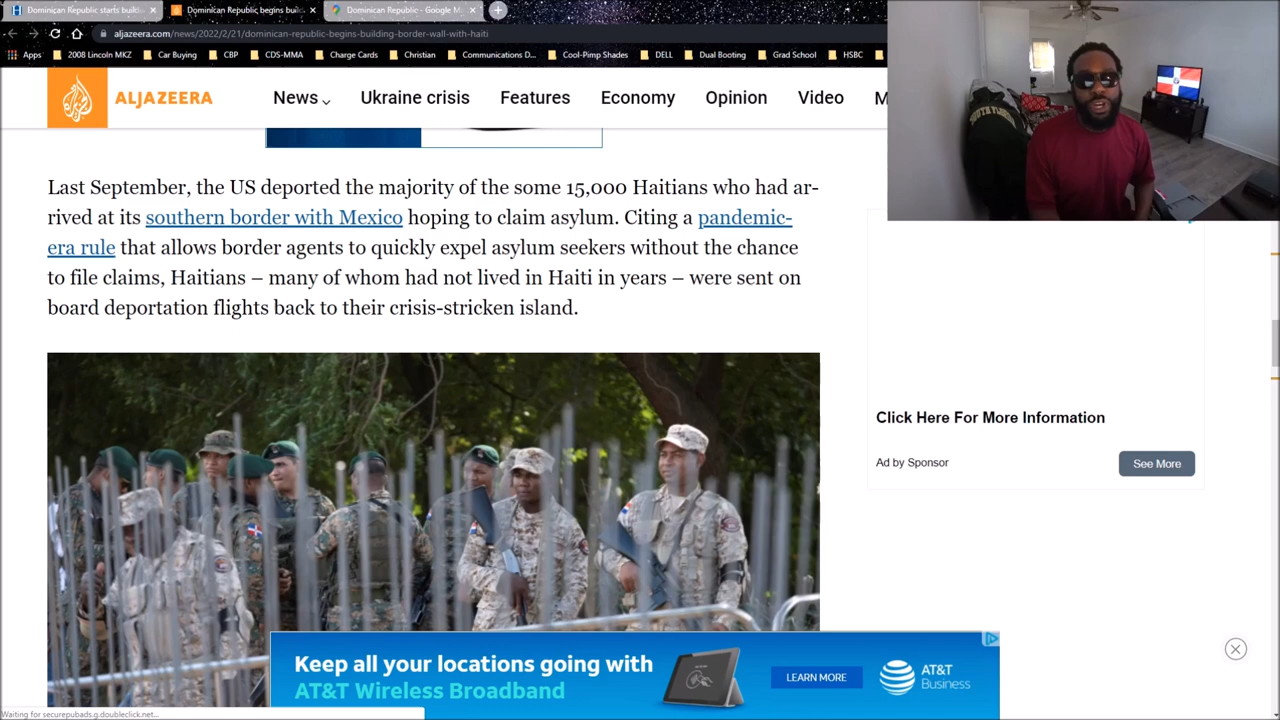 Dominican Republic starts build
Dominican Republic begins buil
Dominican Republic - Google M
aljazeera.com/news/2022/2/21/dominican-republic-begins-building-border-wall-with-haiti
Apps 2008 Lincoln MKZ Car Buying CBP CDS-MMA Charge Cards Christian Communications D... Cool-Pimp Shades DELL Dual Booting Grad School HSBC
ALJAZEERA
News Ukraine crisis Features Economy Opinion Video M
SOUTH FLORIDA
Last September, the US deported the majority of the some 15,000 Haitians who had ar-
rived at its southern border with Mexico hoping to claim asylum. Citing a pandemic-
era rule that allows border agents to quickly expel asylum seekers without the chance
to file claims, Haitians – many of whom had not lived in Haiti in years – were sent on
board deportation flights back to their crisis-stricken island.
Click Here For More Information
Ad by Sponsor
See More
Keep all your locations going with
AT&T Wireless Broadband
LEARN MORE
AT&T
Business
Waiting for securepubads.g.doubleclick.net...